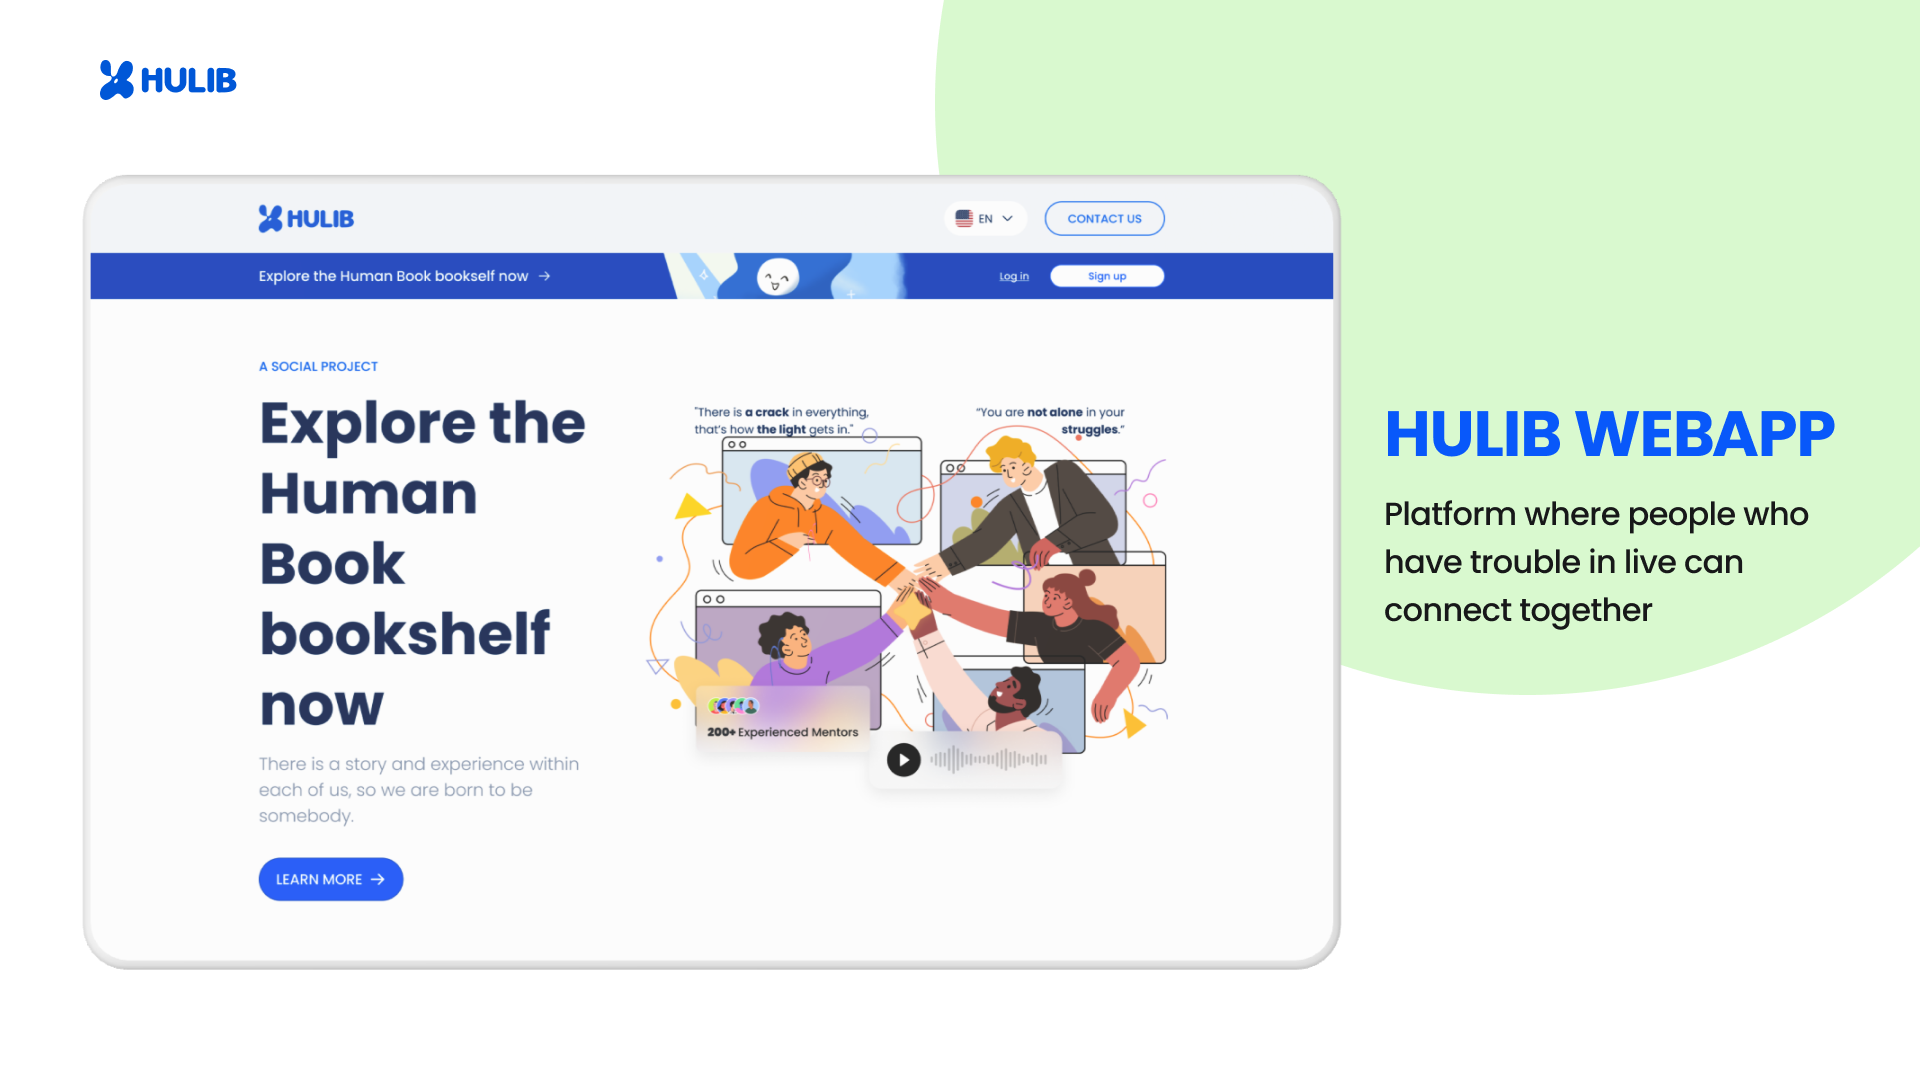 HULIB
HULIB
EN
CONTACT US
Explore the Human Book bookself now →
Log in
Sign up
A SOCIAL PROJECT
Explore the
Human
Book
bookshelf
now
There is a story and experience within
each of us, so we are born to be
somebody.
LEARN MORE →
"There is a crack in everything,
that's how the light gets in."
“You are not alone in your
struggles.”
200+ Experienced Mentors
HULIB WEBAPP
Platform where people who
have trouble in live can
connect together